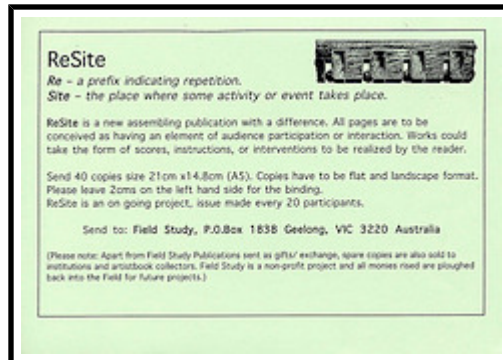 ReSite
Re – a prefix indicating repetition.
Site – the place where some activity or event takes place.
ReSite is a new assembling publication with a difference. All pages are to be
conceived as having an element of audience participation or interaction. Works could
take the form of scores, instructions, or interventions to be realized by the reader.
Send 40 copies size 21cm x14.8cm (A5). Copies have to be flat and landscape format.
Please leave 2cms on the left hand side for the binding.
ReSite is an on going project, issue made every 20 participants.
Send to: Field Study, P.O.Box 1838 Geelong, VIC 3220 Australia
(Please note: Apart from Field Study Publications sent as gifts/ exchange, spare copies are also sold to
institutions and artistbook collectors. Field Study is a non-profit project and all monies rised are ploughed
back into the Field for future projects.)